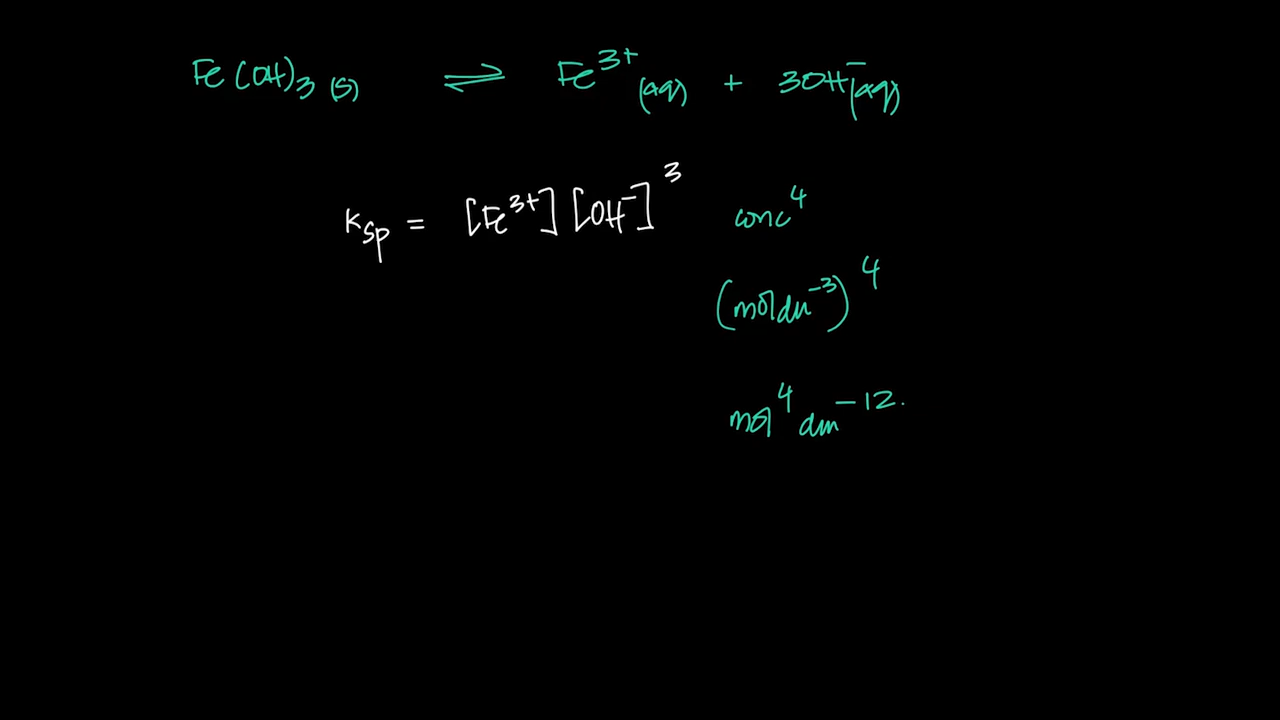 Fe(OH)₃ (s) ⇌ Fe³⁺ (aq) + 3OH⁻ (aq)
Ksp = [Fe³⁺][OH⁻]³ conc⁴
(mol dm⁻³)⁴
mol⁴ dm⁻¹².